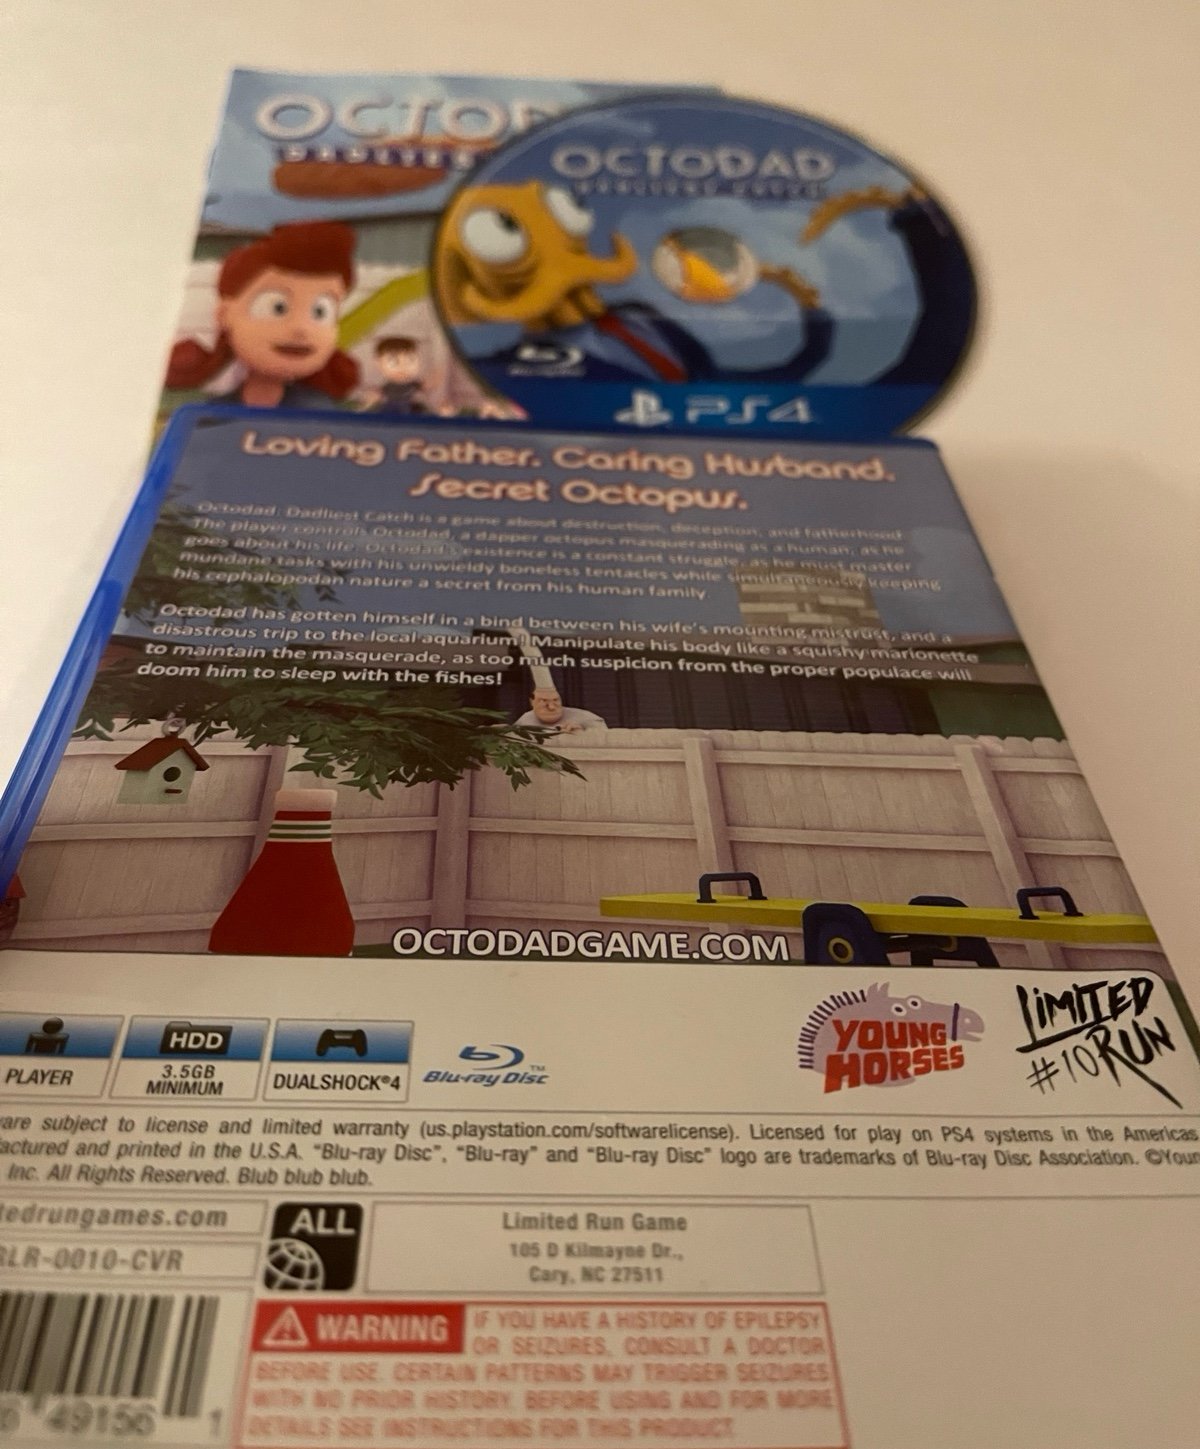 OCTOD
OCTODAD
DADLIEST CATCH
PS4
Loving Father. Caring Husband.
Secret Octopus.
Octodad: Dadliest Catch is a game about destruction, deception, and fatherhood.
The player controls Octodad, a dapper octopus masquerading as a human, as he
goes about his life. Octodad's existence is a constant struggle, as he must master
mundane tasks with his unwieldy boneless tentacles while simultaneously keeping
his cephalopodan nature a secret from his human family.
Octodad has gotten himself in a bind between his wife's mounting mistrust, and a
disastrous trip to the local aquarium! Manipulate his body like a squishy marionette
to maintain the masquerade, as too much suspicion from the proper populace will
doom him to sleep with the fishes!
OCTODADGAME.COM
PLAYER
HDD
3.5GB
MINIMUM
DUALSHOCK®4
Blu-ray Disc™
YOUNG
HORSES
LIMITED
RUN
#10
are subject to license and limited warranty (us.playstation.com/softwarelicense). Licensed for play on PS4 systems in the Americas
actured and printed in the U.S.A. "Blu-ray Disc", "Blu-ray" and "Blu-ray Disc" logo are trademarks of Blu-ray Disc Association. ©Youn
Inc. All Rights Reserved. Blub blub blub.
tedrungames.com
LR-0010-CVR
ALL
Limited Run Game
105 D Kilmayne Dr.,
Cary, NC 27511
WARNING
IF YOU HAVE A HISTORY OF EPILEPSY
OR SEIZURES, CONSULT A DOCTOR
BEFORE USE. CERTAIN PATTERNS MAY TRIGGER SEIZURES
WITH NO PRIOR HISTORY. BEFORE USING AND FOR MORE
DETAILS SEE INSTRUCTIONS FOR THIS PRODUCT.
49156 1